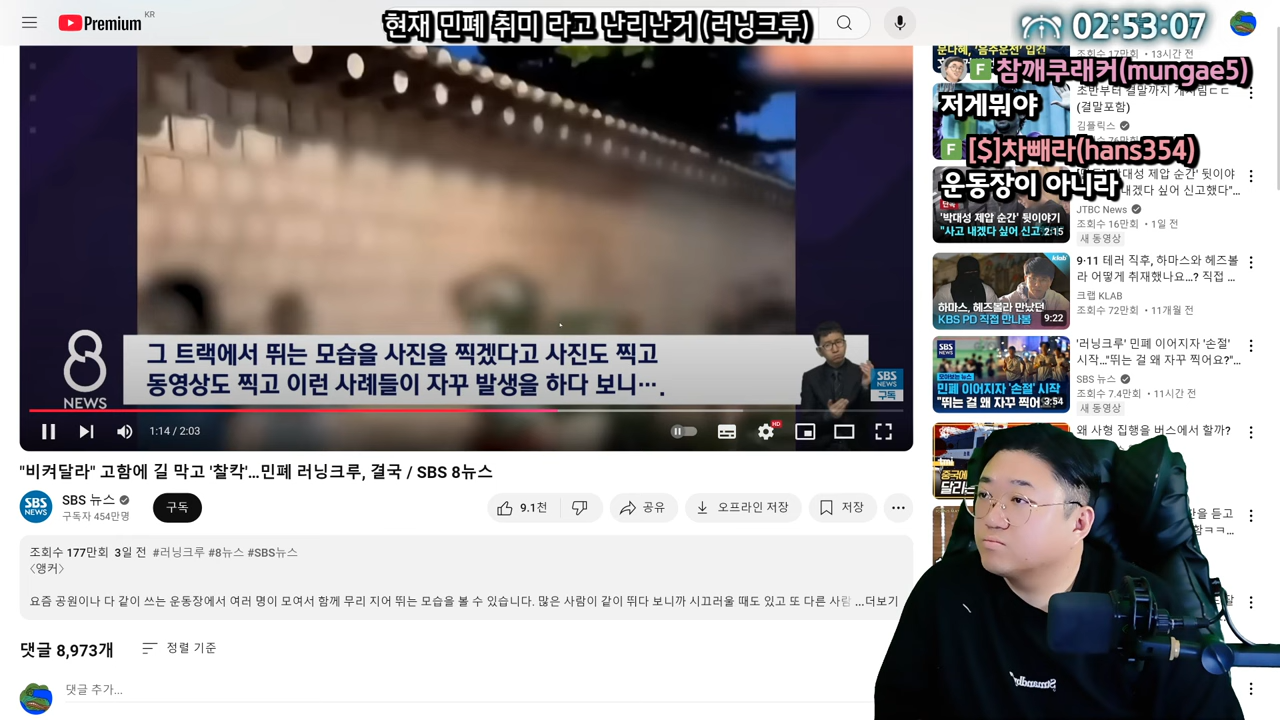 Premium
KR
현재 민폐 취미 라고 난리난거 (러닝크루)
02:53:07
참깨쿠래커(mungae5)
저게뭐야
[$]차빼라(hans354)
운동장이 아니라
그 트랙에서 뛰는 모습을 사진을 찍겠다고 사진도 찍고
동영상도 찍고 이런 사례들이 자꾸 발생을 하다 보니….
8
NEWS
SBS
NEWS
구독
1:14 / 2:03
HD
"비켜달라" 고함에 길 막고 '찰칵'…민폐 러닝크루, 결국 / SBS 8뉴스
SBS
NEWS
SBS 뉴스
구독자 454만명
구독
9.1천
공유
오프라인 저장
저장
조회수 177만회 3일 전 #러닝크루 #8뉴스 #SBS뉴스
〈앵커〉
요즘 공원이나 다 같이 쓰는 운동장에서 여러 명이 모여서 함께 무리 지어 뛰는 모습을 볼 수 있습니다. 많은 사람이 같이 뛰다 보니까 시끄러울 때도 있고 또 다른 사람 ...더보기
댓글 8,973개
정렬 기준
댓글 추가...
조회수 17만회 • 13시간 전
(결말포함)
김플릭스
'박대성 제압 순간' 뒷이야기
"사고 내겠다 싶어 신고
2:15
JTBC News
조회수 16만회 • 1일 전
새 동영상
하마스, 헤즈볼라 만났던
KBS PD 직접 만나봄
9:22
klab
9·11 테러 직후, 하마스와 헤즈볼
라 어떻게 취재했나요...? 직접 ...
크랩 KLAB
조회수 72만회 • 11개월 전
SBS
NEWS
민폐 이어지자 '손절' 시작
"뛰는 걸 왜 자꾸 찍어
3:54
'러닝크루' 민폐 이어지자 '손절'
시작…"뛰는 걸 왜 자꾸 찍어요?"...
SBS 뉴스
조회수 7.4만회 • 11시간 전
새 동영상
왜 사형 집행을 버스에서 할까?
중국에
달리는